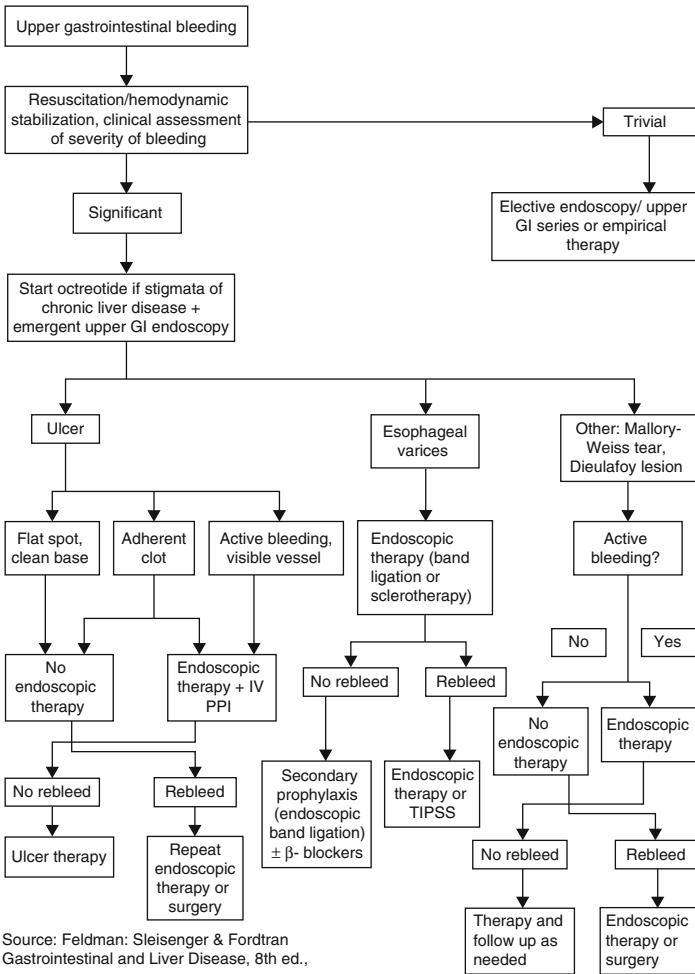 Upper gastrointestinal bleeding
Resuscitation/hemodynamic
stabilization, clinical assessment
of severity of bleeding
Trivial
Significant
Elective endoscopy/ upper
GI series or empirical
therapy
Start octreotide if stigmata of
chronic liver disease +
emergent upper GI endoscopy
Ulcer
Esophageal
varices
Other: Mallory-
Weiss tear,
Dieulafoy lesion
Flat spot,
clean base
Adherent
clot
Active bleeding,
visible vessel
Endoscopic
therapy (band
ligation or
sclerotherapy)
Active
bleeding?
No
Yes
No
endoscopic
therapy
Endoscopic
therapy + IV
PPI
No rebleed
Rebleed
No
endoscopic
therapy
Endoscopic
therapy
No rebleed
Rebleed
Secondary
prophylaxis
(endoscopic
band ligation)
± β- blockers
Endoscopic
therapy or
TIPSS
No rebleed
Rebleed
Ulcer therapy
Repeat
endoscopic
therapy or
surgery
Therapy and
follow up as
needed
Endoscopic
therapy or
surgery
Source: Feldman: Sleisenger & Fordtran
Gastrointestinal and Liver Disease, 8th ed.,